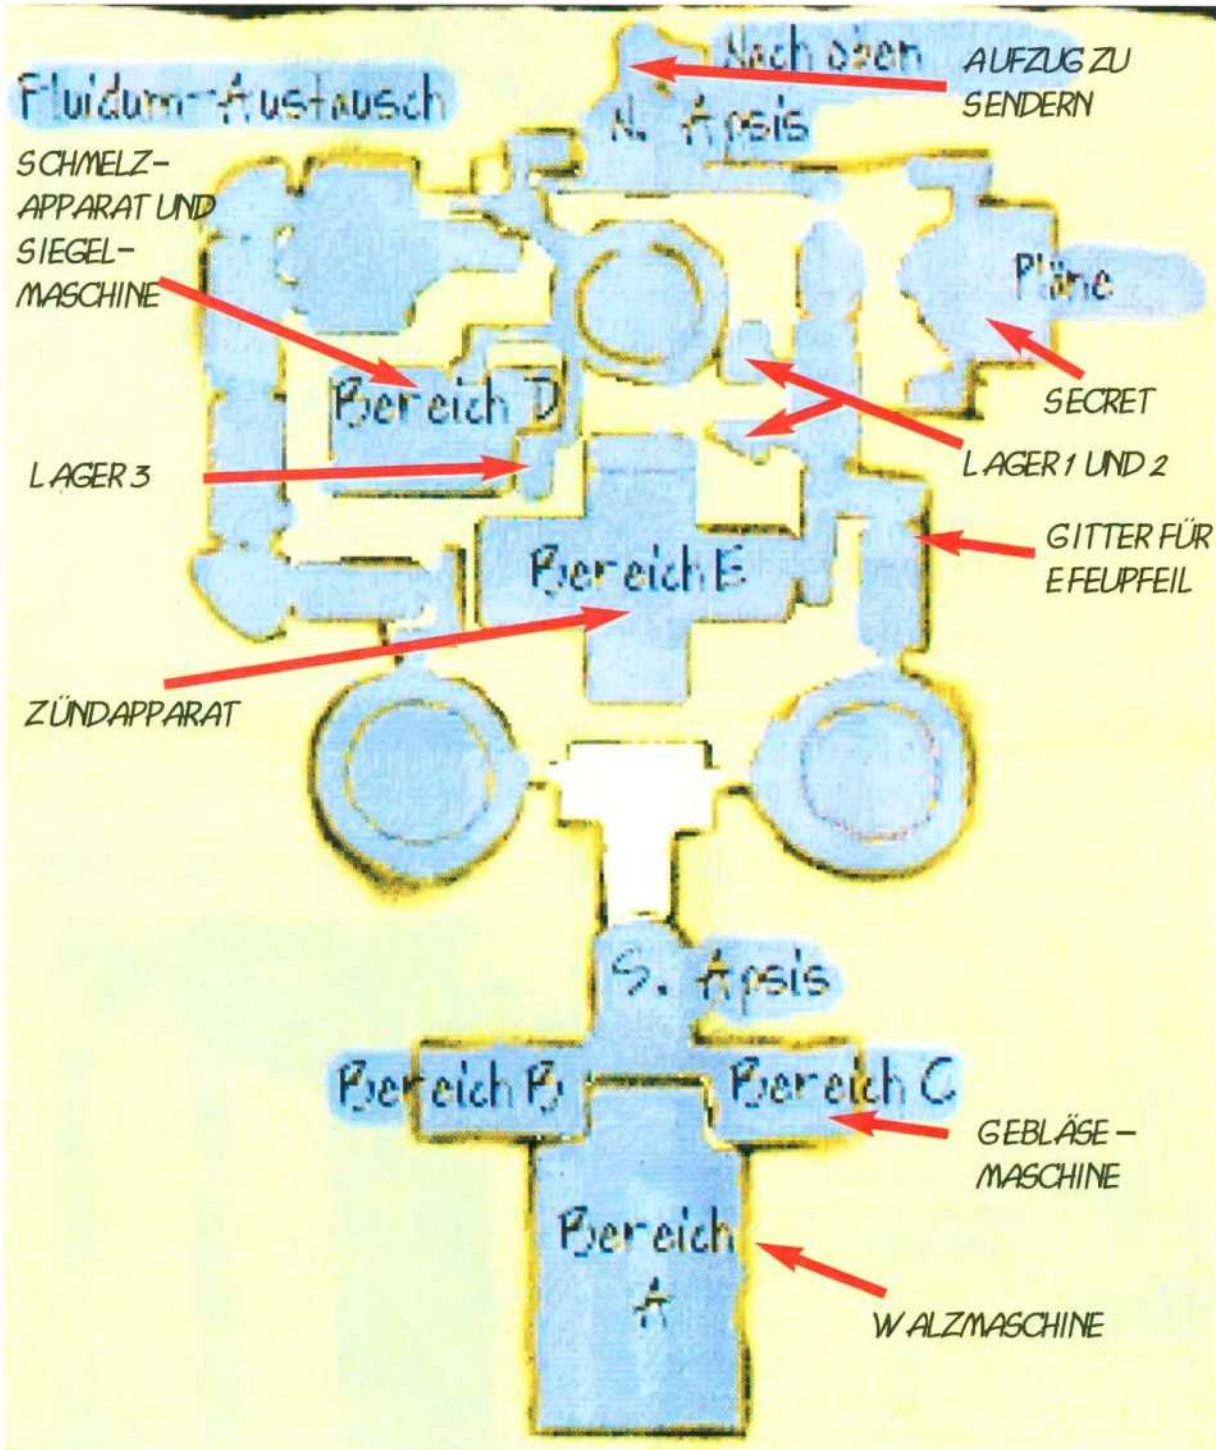 Nach oben
AUFZUG ZU
SENDERN
Fluidum-Austausch
N. Apsis
SCHMELZ-
APPARAT UND
SIEGEL-
MASCHINE
Pläne
SECRET
Bereich D
LAGER 3
LAGER 1 UND 2
GITTER FÜR
EFEUPFEIL
Bereich E
ZÜNDAPPARAT
S. Apsis
Bereich B
Bereich C
GEBLÄSE-
MASCHINE
Bereich
A
WALZMASCHINE